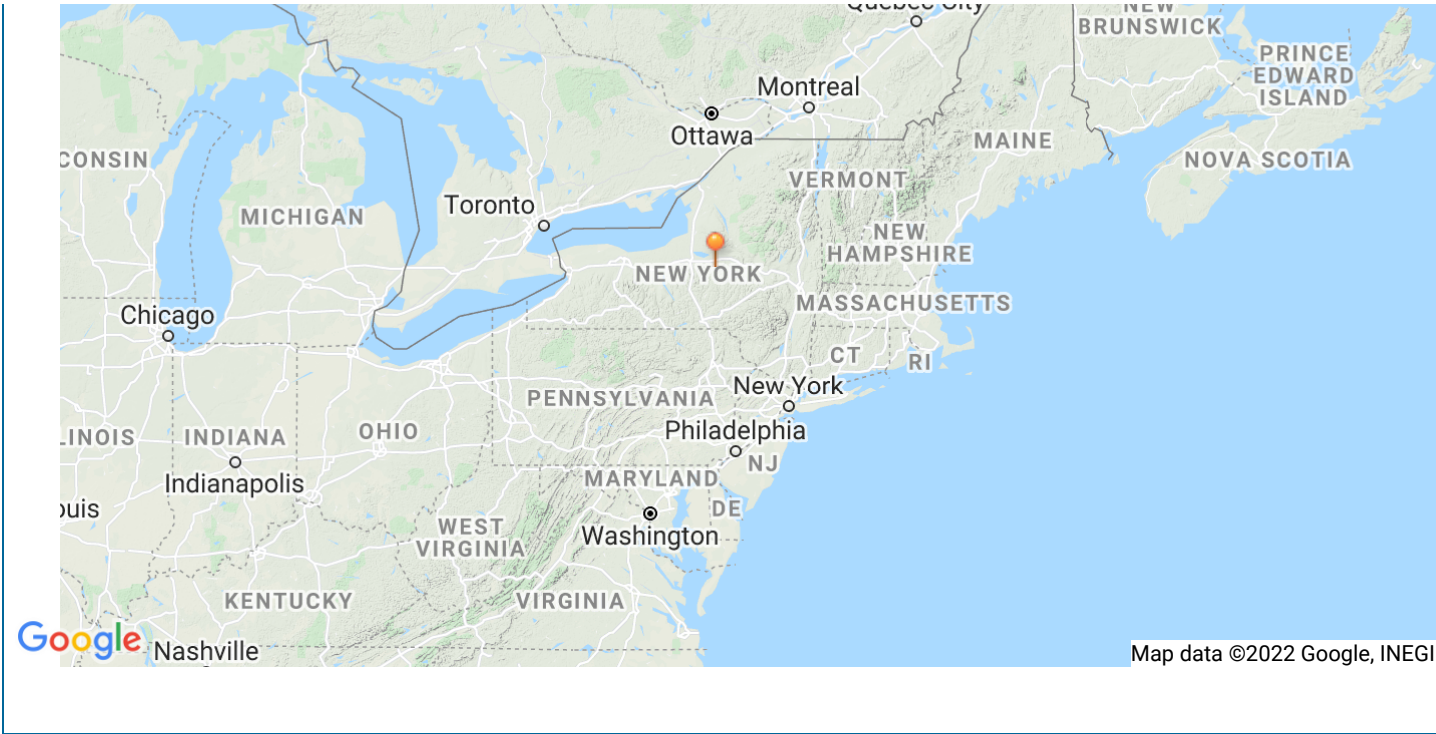 Quebec City
NEW
BRUNSWICK
PRINCE
EDWARD
ISLAND
Montreal
Ottawa
MAINE
CONSIN
NOVA SCOTIA
VERMONT
Toronto
MICHIGAN
NEW
HAMPSHIRE
NEW YORK
MASSACHUSETTS
Chicago
CT
RI
New York
PENNSYLVANIA
LINOIS
INDIANA
OHIO
Philadelphia
NJ
Indianapolis
MARYLAND
ouis
DE
WEST
VIRGINIA
Washington
KENTUCKY
VIRGINIA
Google
Nashville
Map data ©2022 Google, INEGI